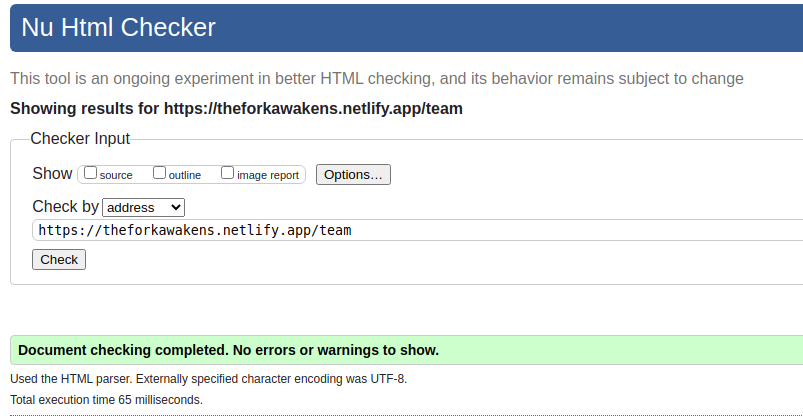 Nu Html Checker
This tool is an ongoing experiment in better HTML checking, and its behavior remains subject to change
Showing results for https://theforkawakens.netlify.app/team
Checker Input
Show source outline image report Options...
Check by address
https://theforkawakens.netlify.app/team
Check
Document checking completed. No errors or warnings to show.
Used the HTML parser. Externally specified character encoding was UTF-8.
Total execution time 65 milliseconds.